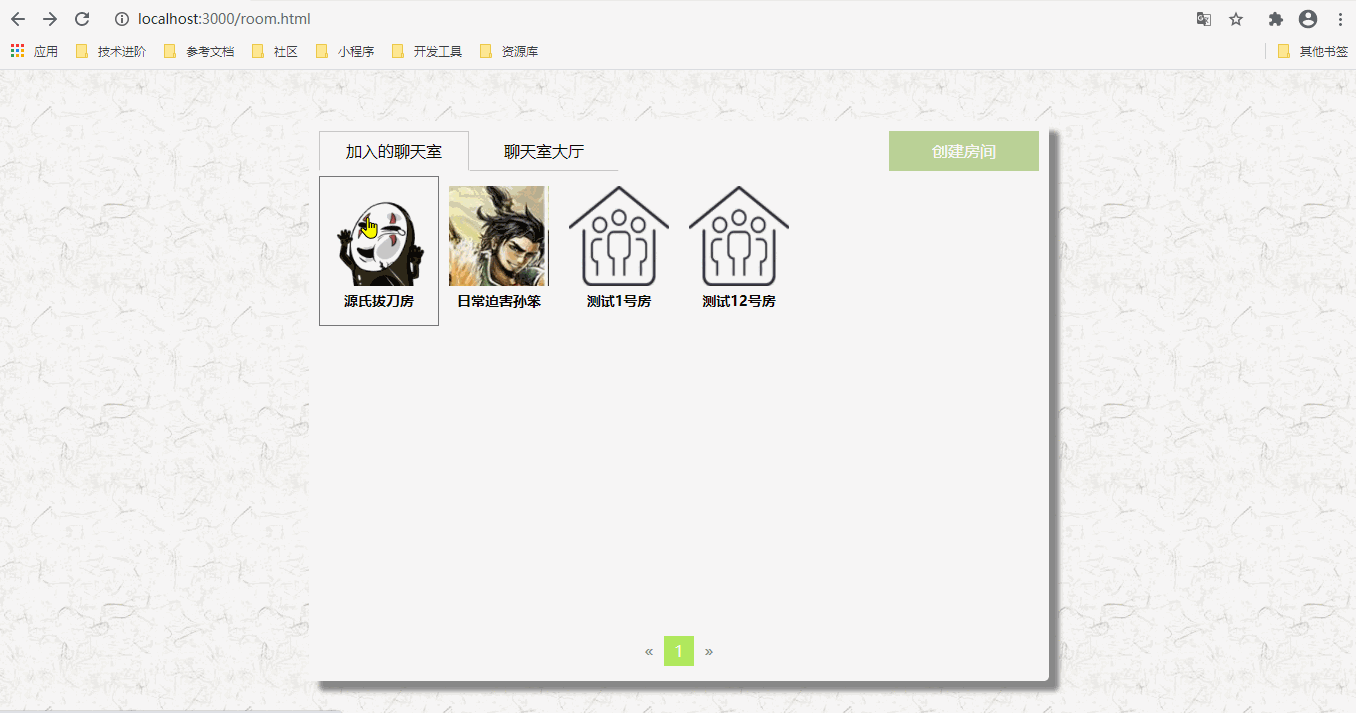 localhost:3000/room.html
应用 技术进阶 参考文档 社区 小程序 开发工具 资源库 其他书签
加入的聊天室 聊天室大厅 创建房间
源氏拔刀房 日常迫害孙笨 测试1号房 测试12号房
« 1 »